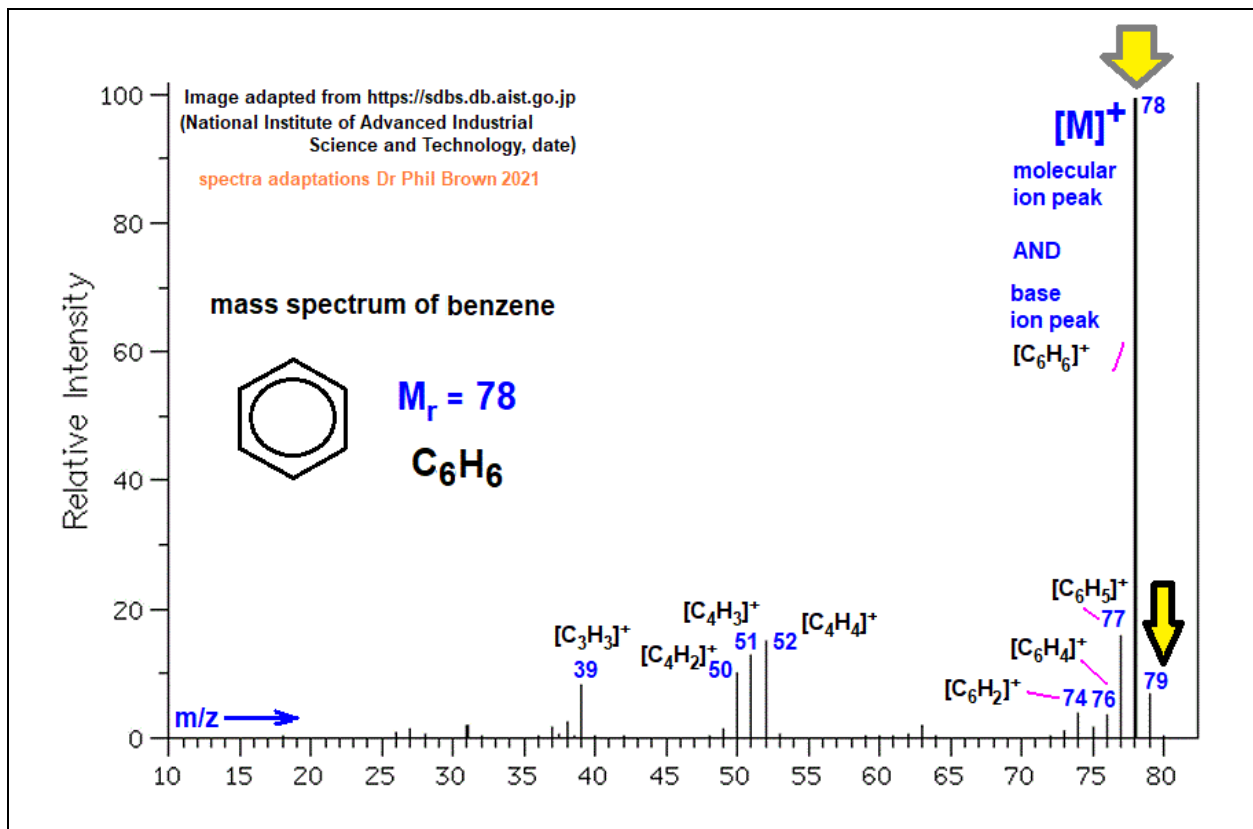 Image adapted from https://sdbs.db.aist.go.jp
(National Institute of Advanced Industrial
Science and Technology, date)
spectra adaptations Dr Phil Brown 2021
[M]⁺
78
molecular
ion peak
AND
base
ion peak
[C₆H₆]⁺
mass spectrum of benzene
Mᵣ = 78
C₆H₆
Relative Intensity
100
80
60
40
20
0
[C₃H₃]⁺
39
[C₄H₂]⁺
50
[C₄H₃]⁺
51
52
[C₄H₄]⁺
[C₆H₅]⁺
77
[C₆H₄]⁺
76
[C₆H₂]⁺
74
79
m/z
10 15 20 25 30 35 40 45 50 55 60 65 70 75 80